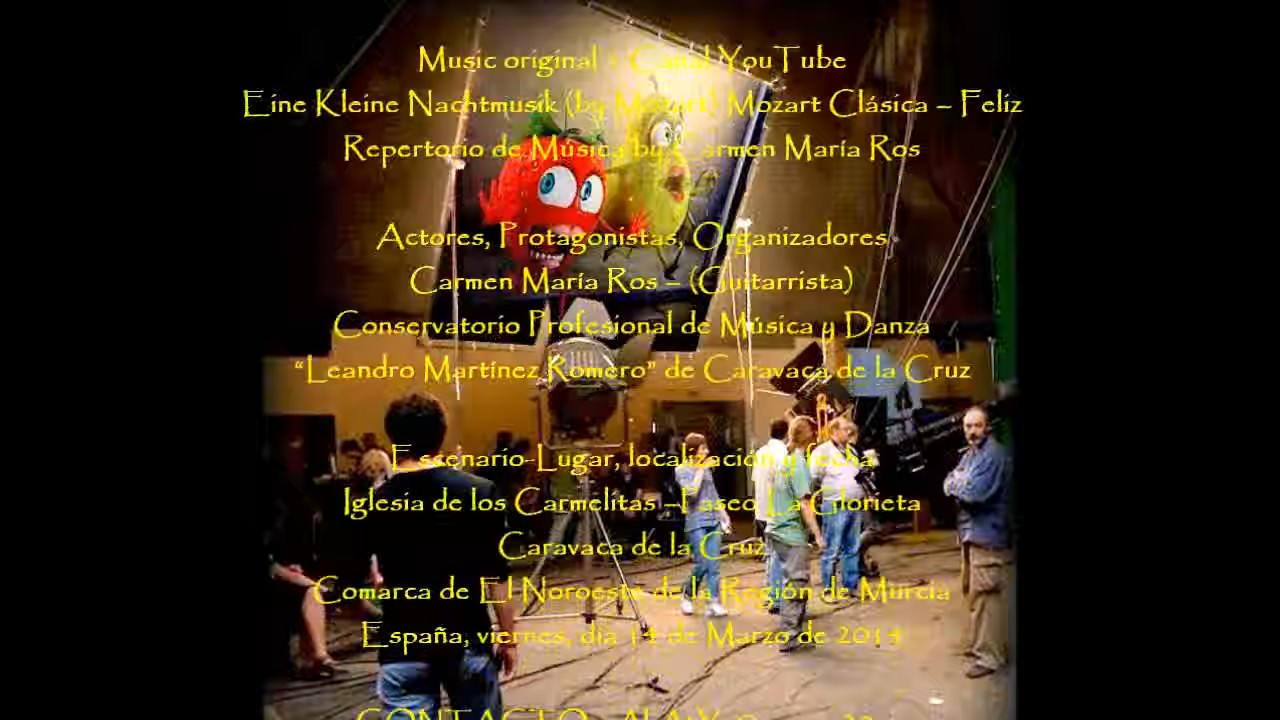 Music original + Canal YouTube
Eine Kleine Nachtmusik (by Mozart) Mozart Clásica – Feliz
Repertorio de Música by Carmen María Ros
Actores, Protagonistas, Organizadores
Carmen María Ros – (Guitarrista)
Conservatorio Profesional de Música y Danza
“Leandro Martínez Romero” de Caravaca de la Cruz
Escenario-Lugar, localización y fecha
Iglesia de los Carmelitas –Paseo La Glorieta
Caravaca de la Cruz
Comarca de El Noroeste de la Región de Murcia
España, viernes, día 14 de Marzo de 2014
CONTACTO